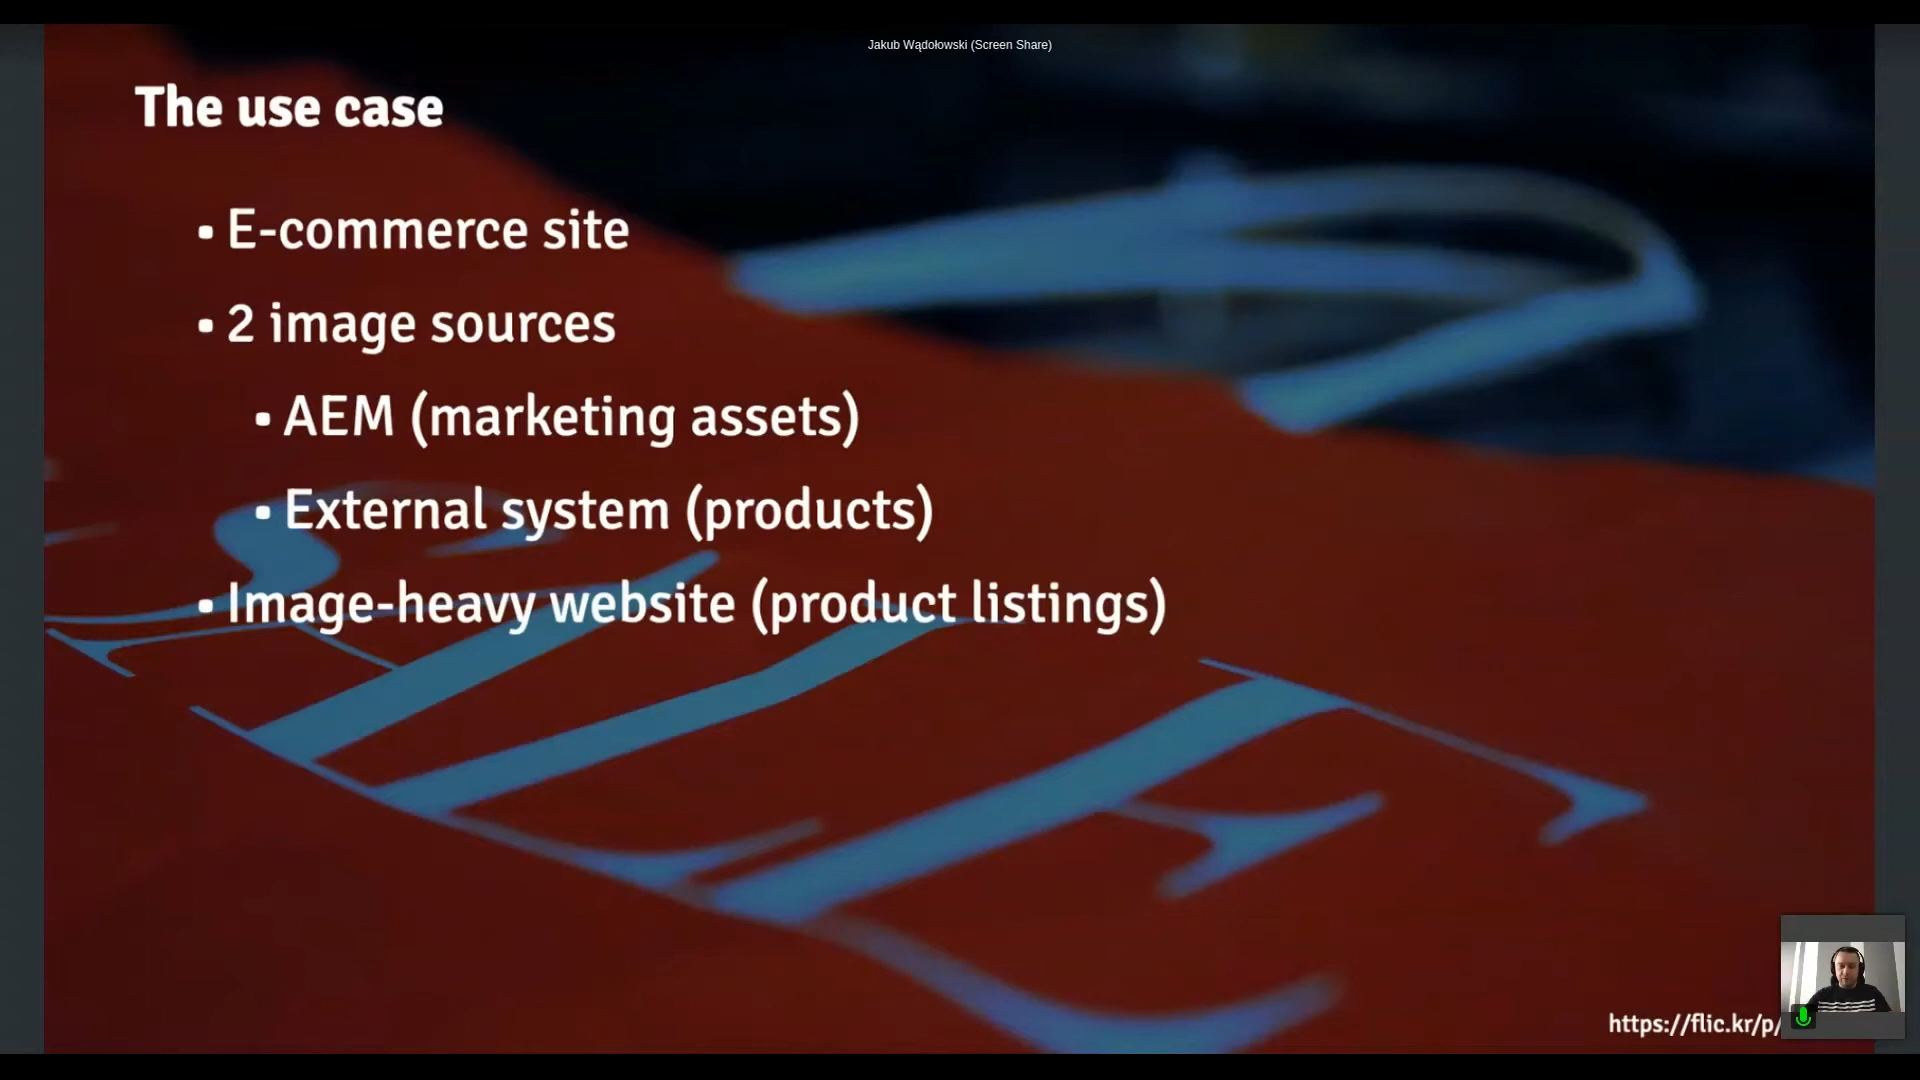 Jakub Wądołowski (Screen Share)
The use case
▪ E-commerce site
▪ 2 image sources
▪ AEM (marketing assets)
▪ External system (products)
▪ Image-heavy website (product listings)
https://flic.kr/p/